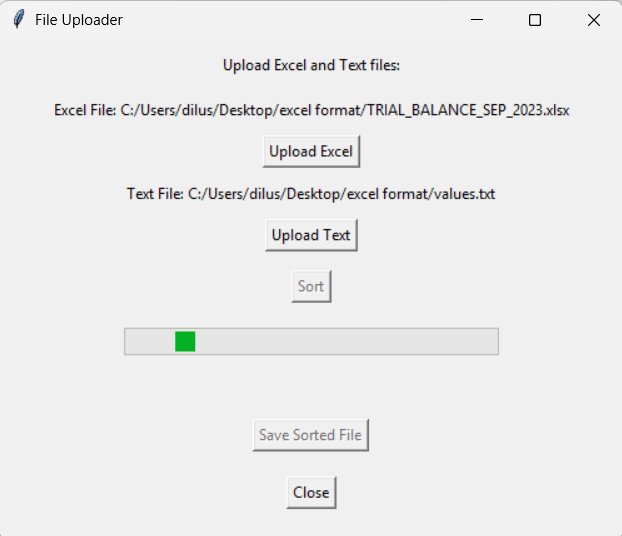 File Uploader
Upload Excel and Text files:
Excel File: C:/Users/dilus/Desktop/excel format/TRIAL_BALANCE_SEP_2023.xlsx
Upload Excel
Text File: C:/Users/dilus/Desktop/excel format/values.txt
Upload Text
Sort
Save Sorted File
Close